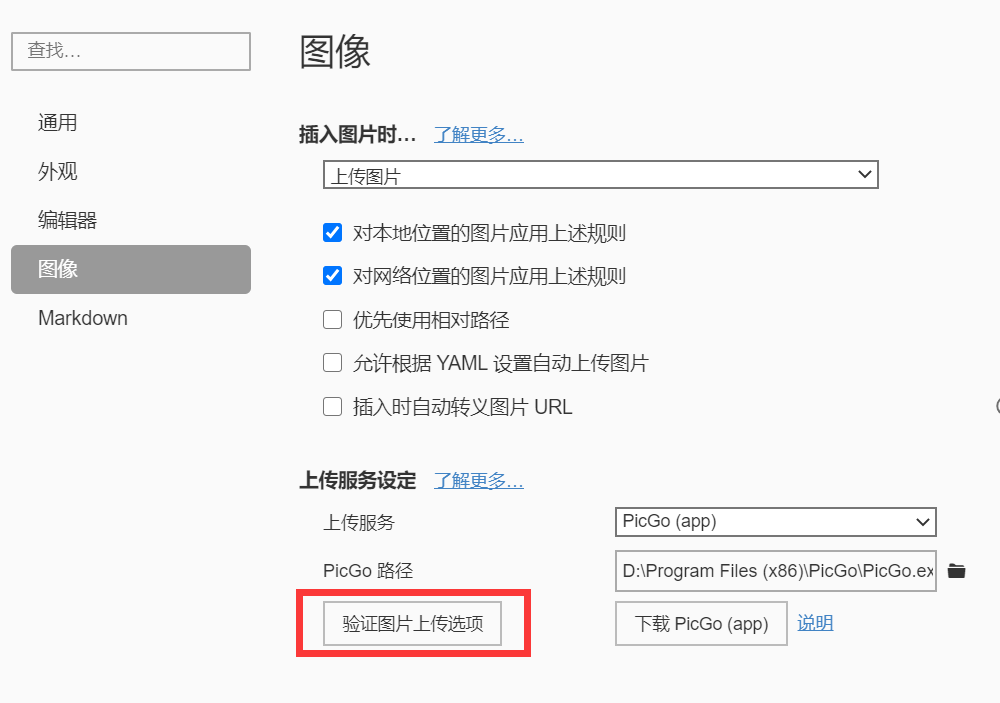 查找…
图像
通用
外观
编辑器
图像
Markdown
插入图片时… 了解更多…
上传图片
对本地位置的图片应用上述规则
对网络位置的图片应用上述规则
优先使用相对路径
允许根据 YAML 设置自动上传图片
插入时自动转义图片 URL
上传服务设定 了解更多…
上传服务 PicGo (app)
PicGo 路径 D:\Program Files (x86)\PicGo\PicGo.ex
验证图片上传选项 下载 PicGo (app) 说明